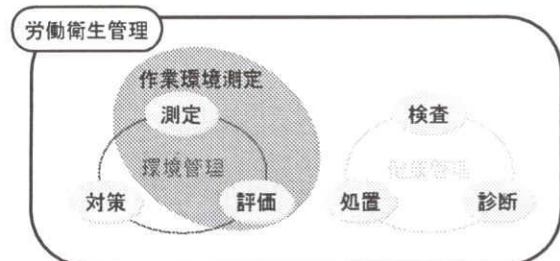 労働衛生管理
作業環境測定
測定
環境管理
対策
評価
検査
処置
診断